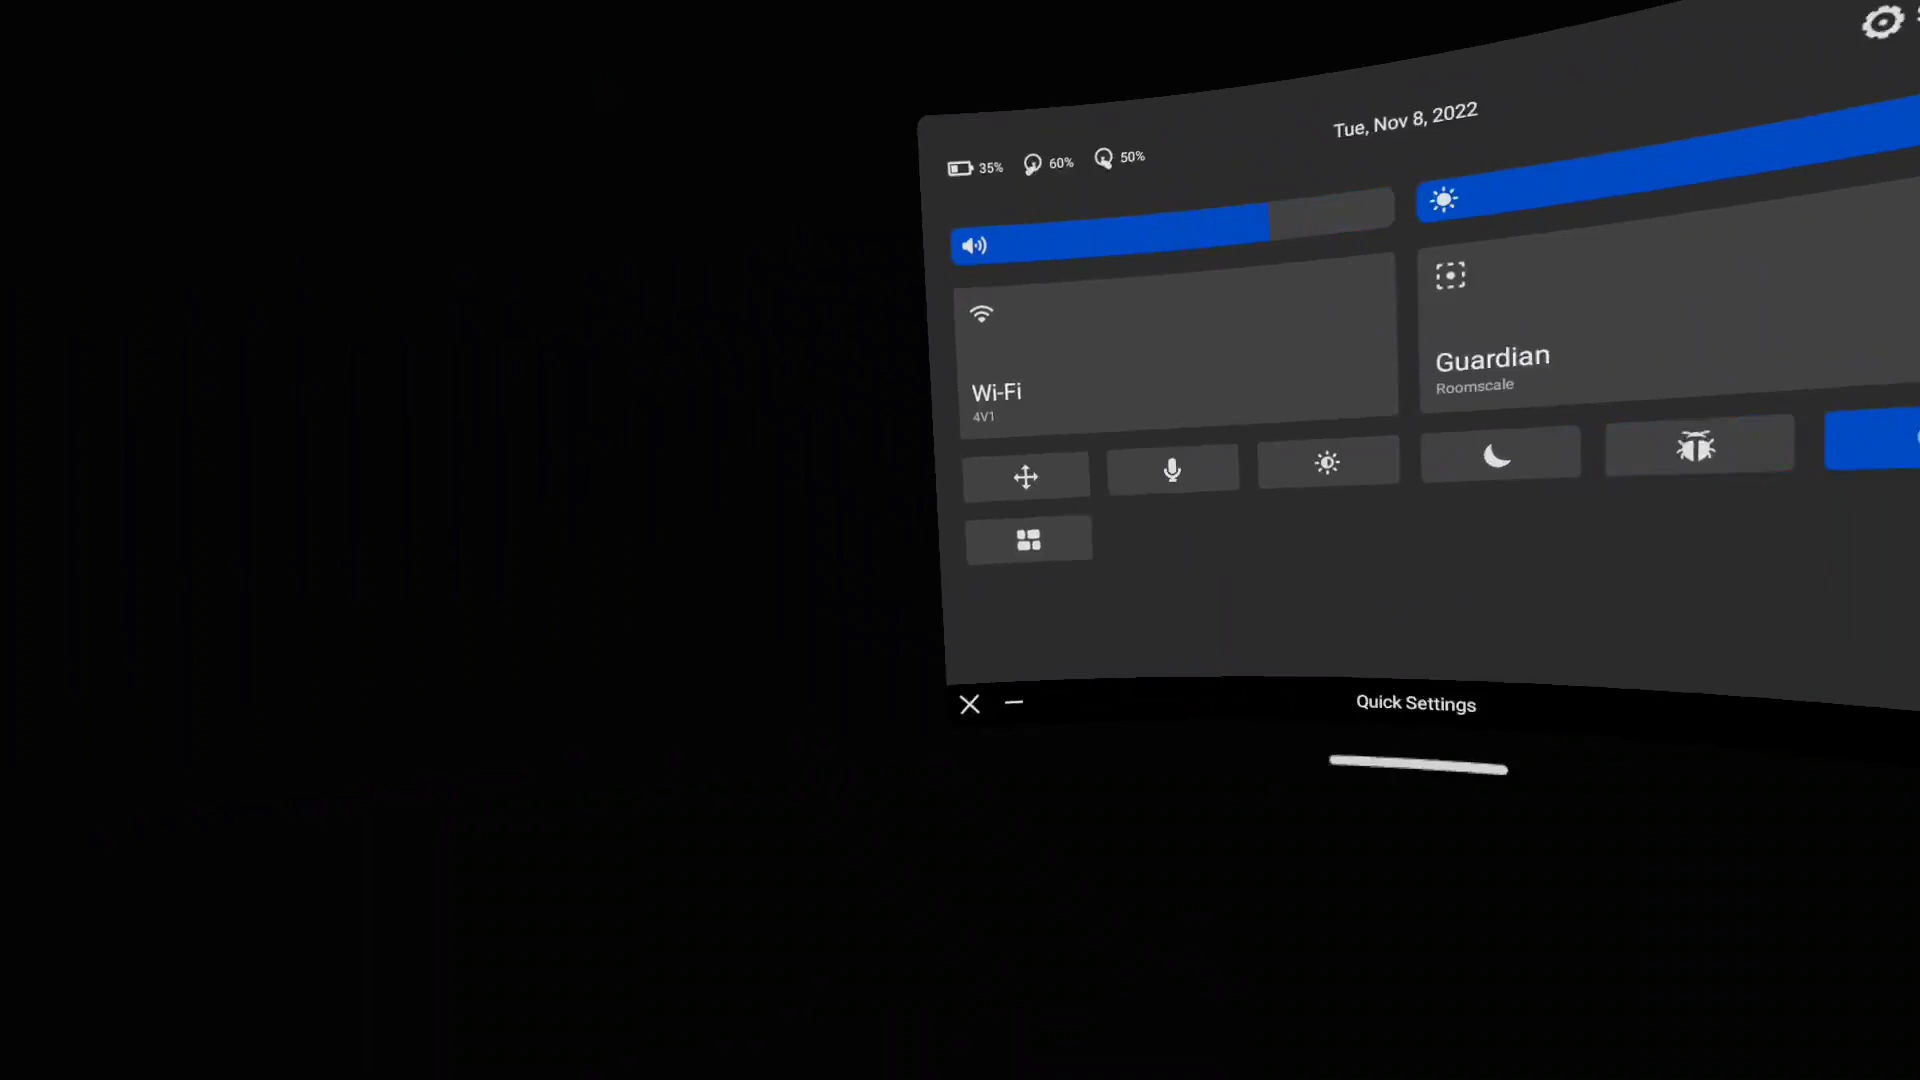 Tue, Nov 8, 2022
35% 60% 50%
Wi-Fi
4V1
Guardian
Roomscale
Quick Settings